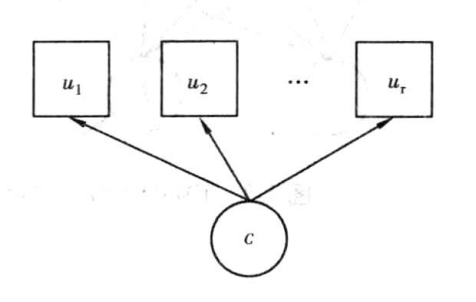 u₁ u₂ ··· uᵣ
c